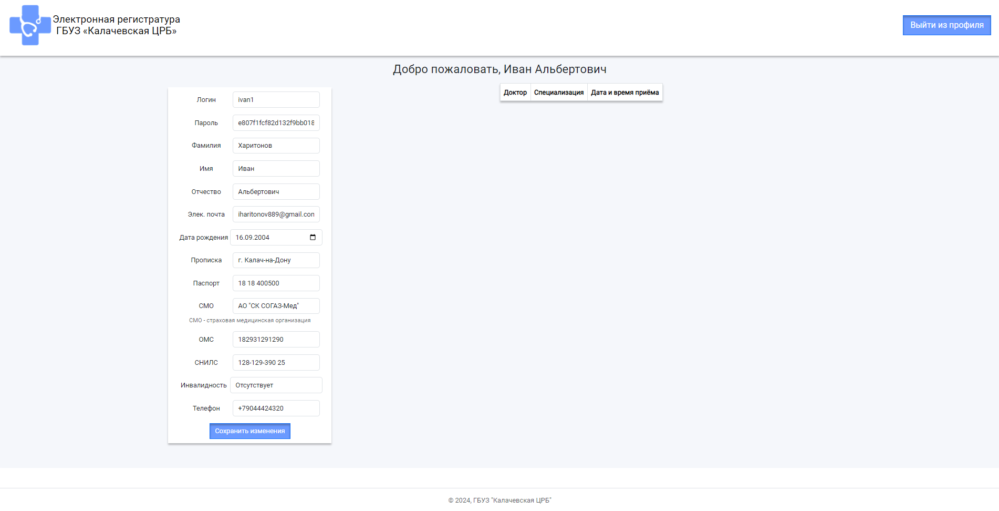 Электронная регистратура
ГБУЗ «Калачевская ЦРБ»
Выйти из профиля
Добро пожаловать, Иван Альбертович
Логин ivan1
Пароль e807f1fcf82d132f9bb018
Фамилия Харитонов
Имя Иван
Отчество Альбертович
Элек. почта iharitonov889@gmail.con
Дата рождения 16.09.2004
Прописка г. Калач-на-Дону
Паспорт 18 18 400500
СМО АО "СК СОГАЗ-Мед"
СМО - страховая медицинская организация
ОМС 182931291290
СНИЛС 128-129-390 25
Инвалидность Отсутствует
Телефон +79044424320
Сохранить изменения
Доктор Специализация Дата и время приёма
© 2024, ГБУЗ "Калачевская ЦРБ"